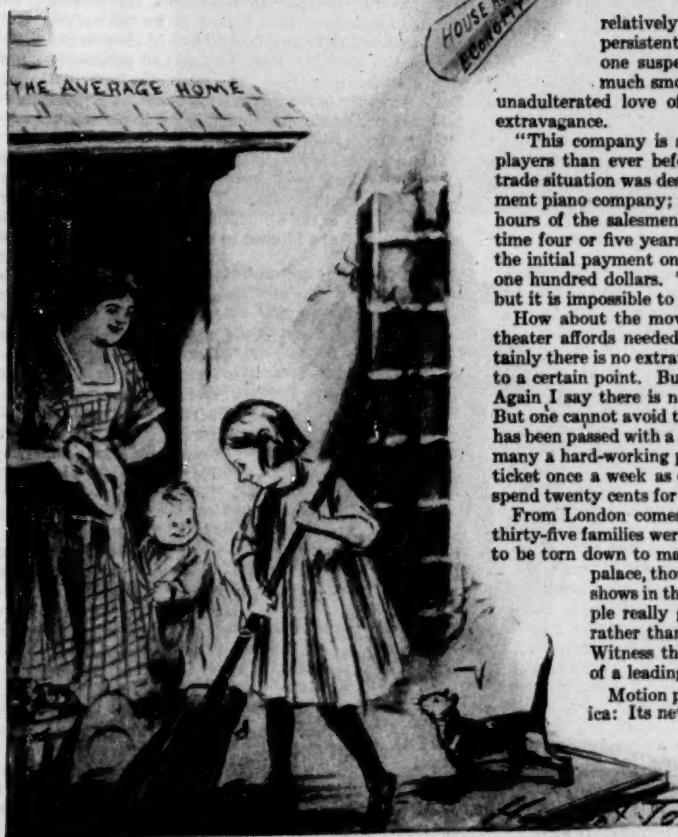 HOUSE
ECONOMY
THE AVERAGE HOME
relatively
persistent
one suspe
much smo
unadulterated love of
extravagance.
"This company is s
players than ever bef
trade situation was dec
ment piano company;
hours of the salesmen
time four or five years
the initial payment on
one hundred dollars. T
but it is impossible to
How about the mov
theater affords needed
tainly there is no extrav
to a certain point. But
Again I say there is n
But one cannot avoid t
has been passed with a
many a hard-working p
ticket once a week as
spend twenty cents for
From London comes
thirty-five families were
to be torn down to ma
palace, thou
shows in th
ple really g
rather than
Witness th
of a leading
Motion p
ica: Its nev